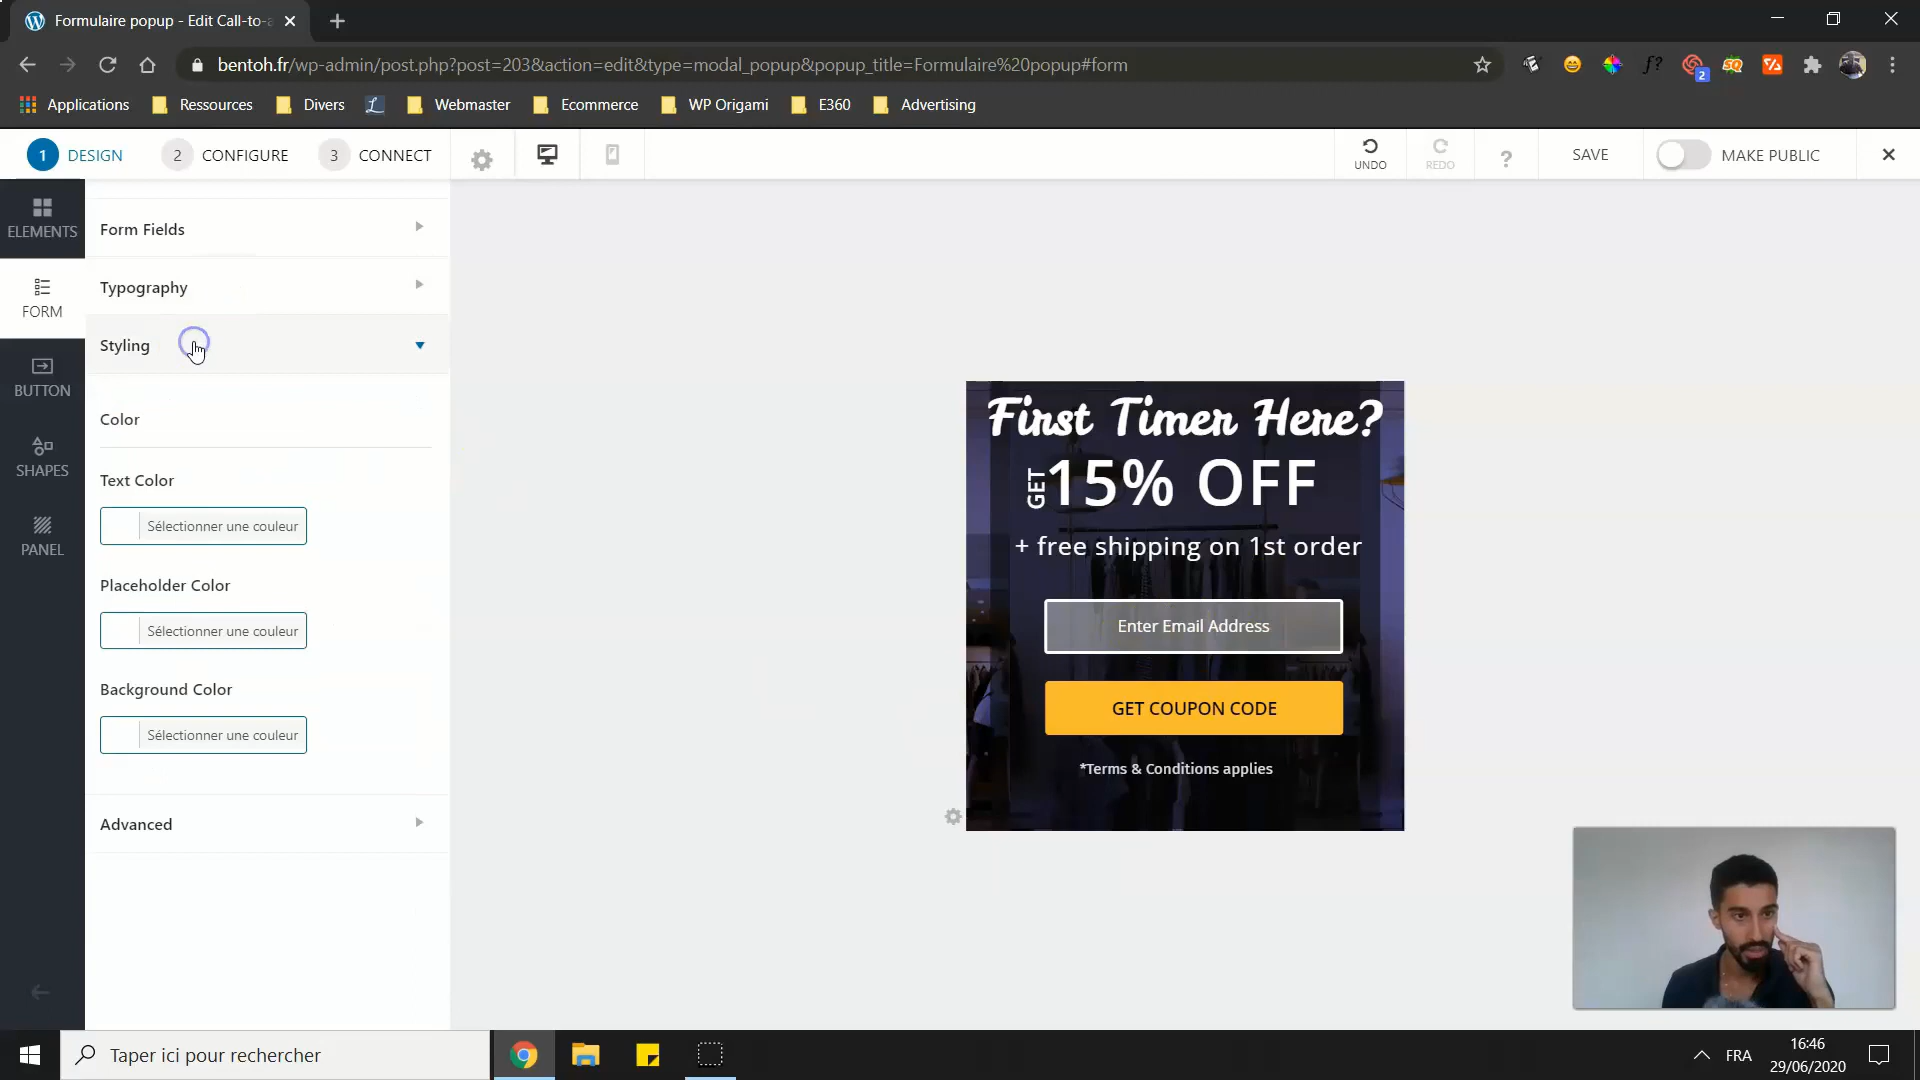 Formulaire popup - Edit Call-to-a
bentoh.fr/wp-admin/post.php?post=203&action=edit&type=modal_popup&popup_title=Formulaire%20popup#form
f?
2
SQ
Applications
Ressources
Divers
L
Webmaster
Ecommerce
WP Origami
E360
Advertising
1 DESIGN
2 CONFIGURE
3 CONNECT
UNDO
REDO
?
SAVE
MAKE PUBLIC
ELEMENTS
FORM
BUTTON
SHAPES
PANEL
Form Fields
Typography
Styling
Color
Text Color
Sélectionner une couleur
Placeholder Color
Sélectionner une couleur
Background Color
Sélectionner une couleur
Advanced
First Timer Here?
GET 15% OFF
+ free shipping on 1st order
Enter Email Address
GET COUPON CODE
*Terms & Conditions applies
Taper ici pour rechercher
FRA
16:46
29/06/2020